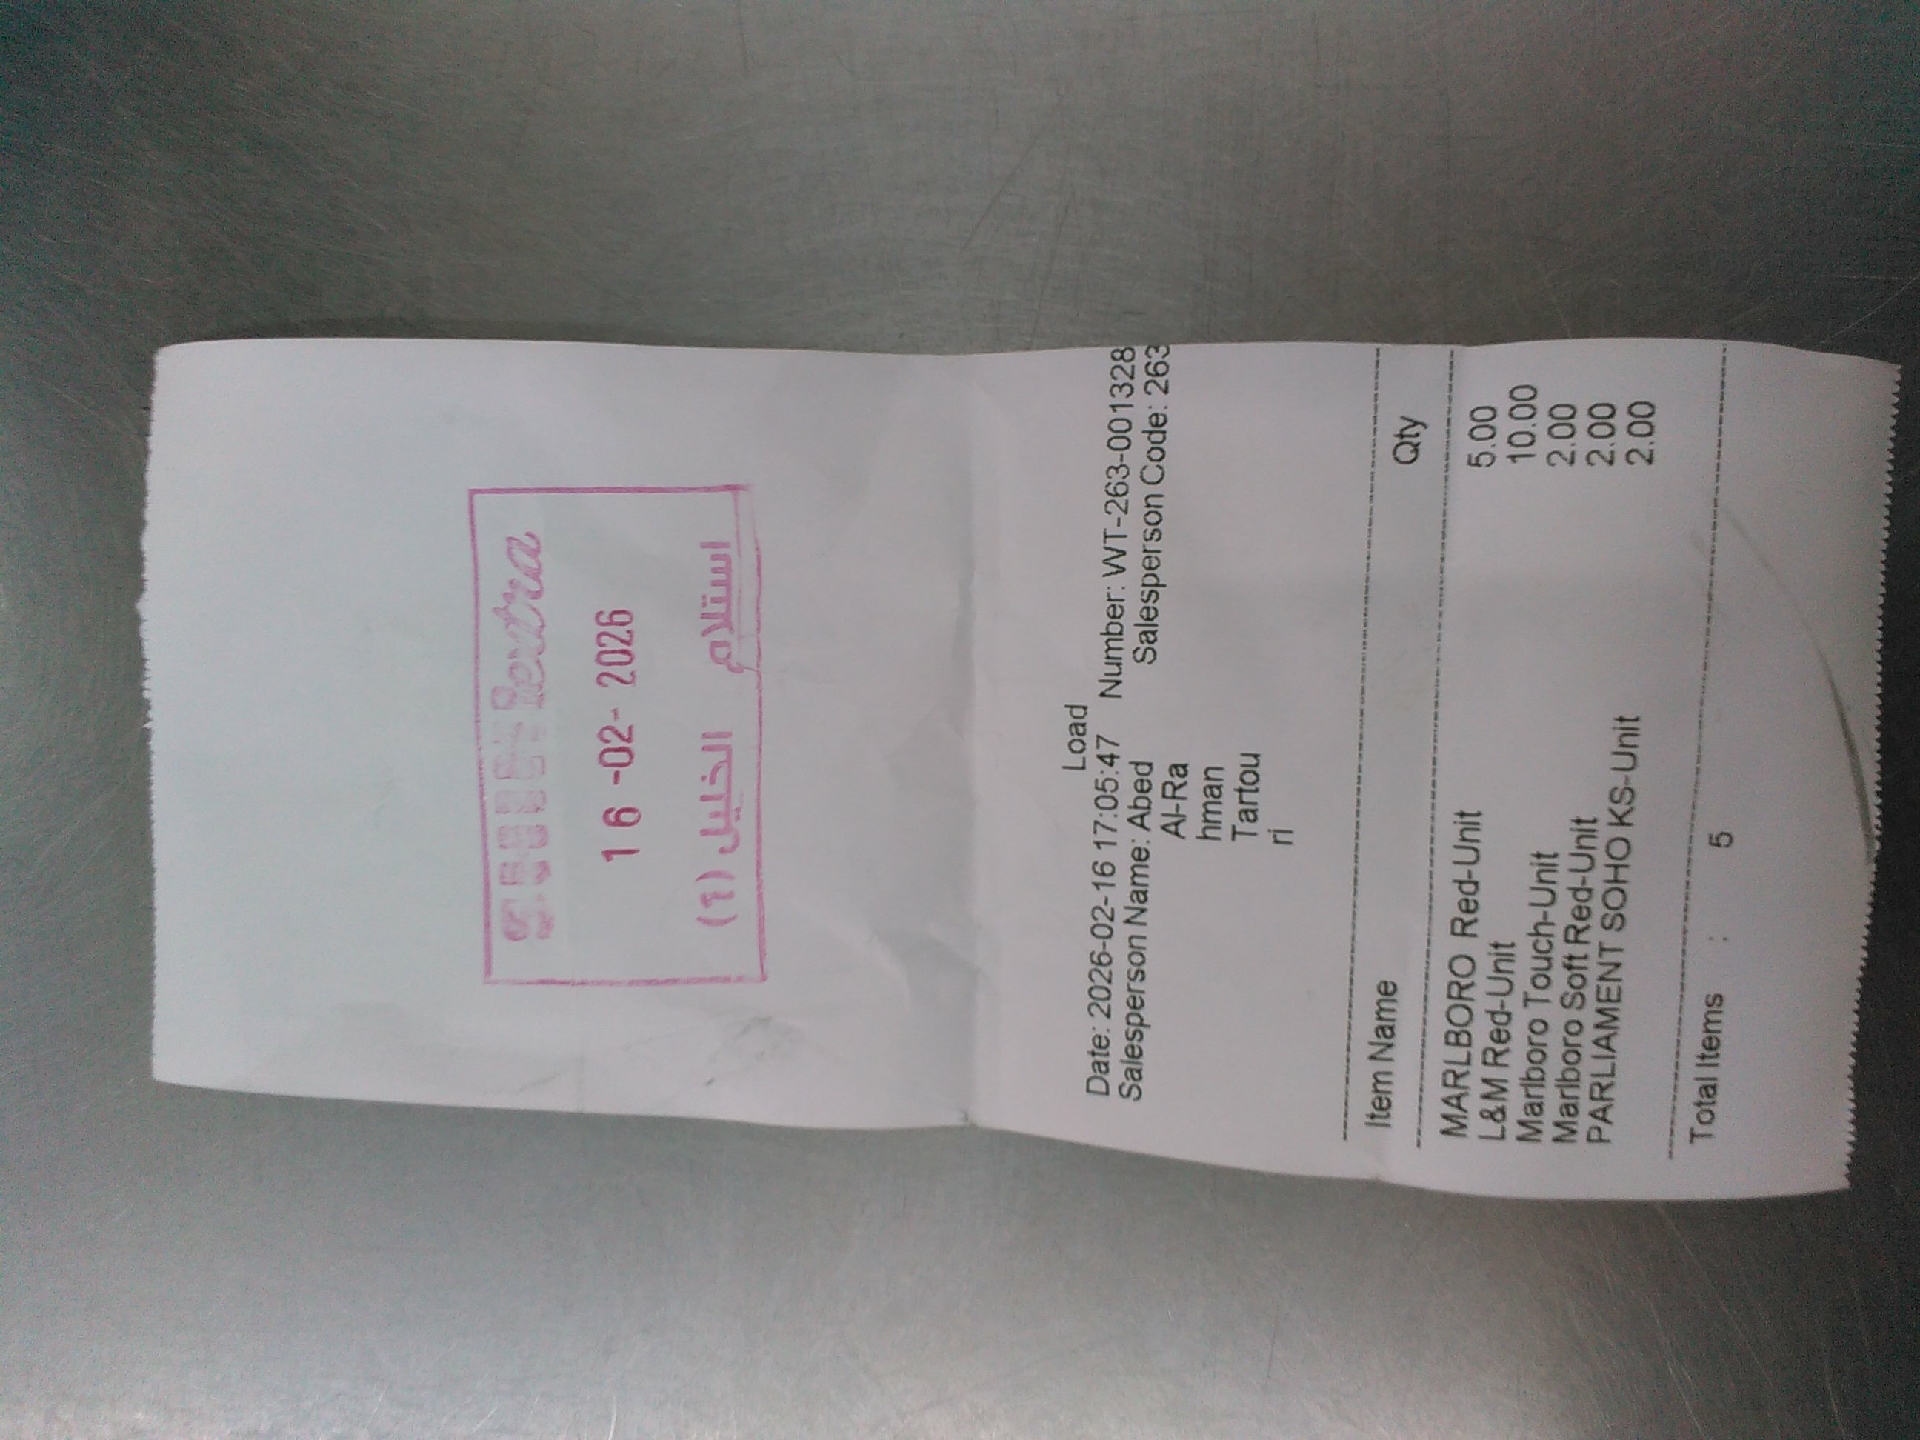 extra
16-02-2026
الخليل (٢) استلام
Load
Date: 2026-02-16 17:05:47 Number: WT-263-001328
Salesperson Name: Abed Salesperson Code: 263
Al-Ra
hman
Tartou
ri
Item Name Qty
MARLBORO Red-Unit 5.00
L&M Red-Unit 10.00
Marlboro Touch-Unit 2.00
Marlboro Soft Red-Unit 2.00
PARLIAMENT SOHO KS-Unit 2.00
Total Items : 5